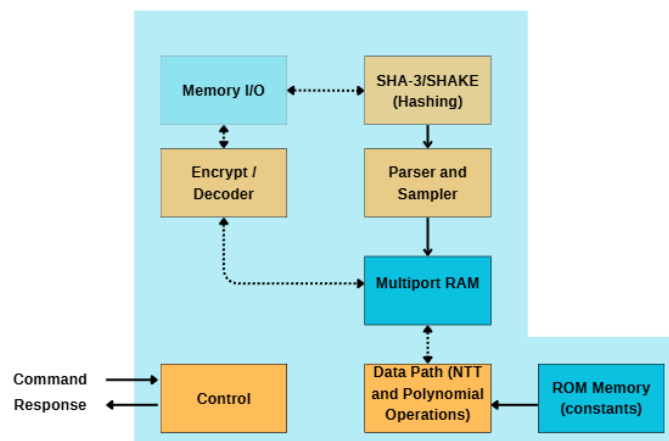 Memory I/O
SHA-3/SHAKE
(Hashing)
Encrypt /
Decoder
Parser and
Sampler
Multiport RAM
Command
Response
Control
Data Path (NTT
and Polynomial
Operations)
ROM Memory
(constants)